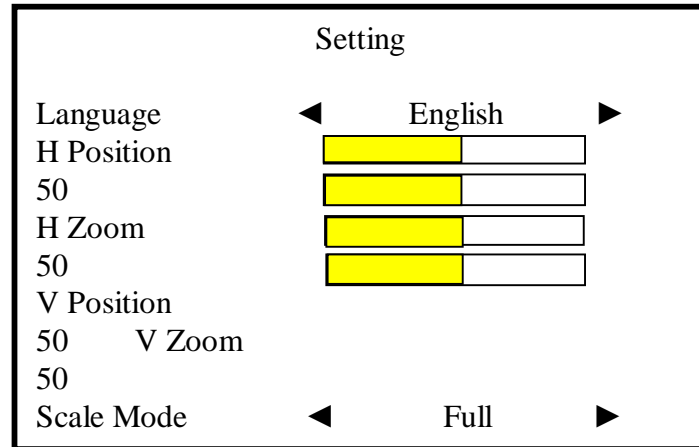 Setting
Language ◄ English ►
H Position
50
H Zoom
50
V Position
50 V Zoom
50
Scale Mode ◄ Full ►